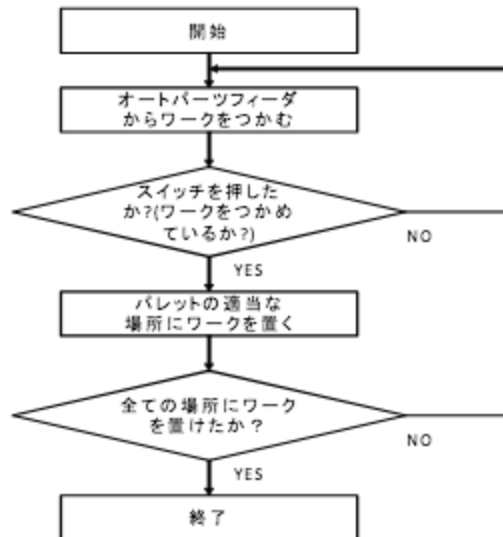 開始
オートパーツフィーダ
からワークをつかむ
スイッチを押した
か?(ワークをつかめ
ているか?)
NO
YES
パレットの適当な
場所にワークを置く
全ての場所にワーク
を置けたか？
NO
YES
終了